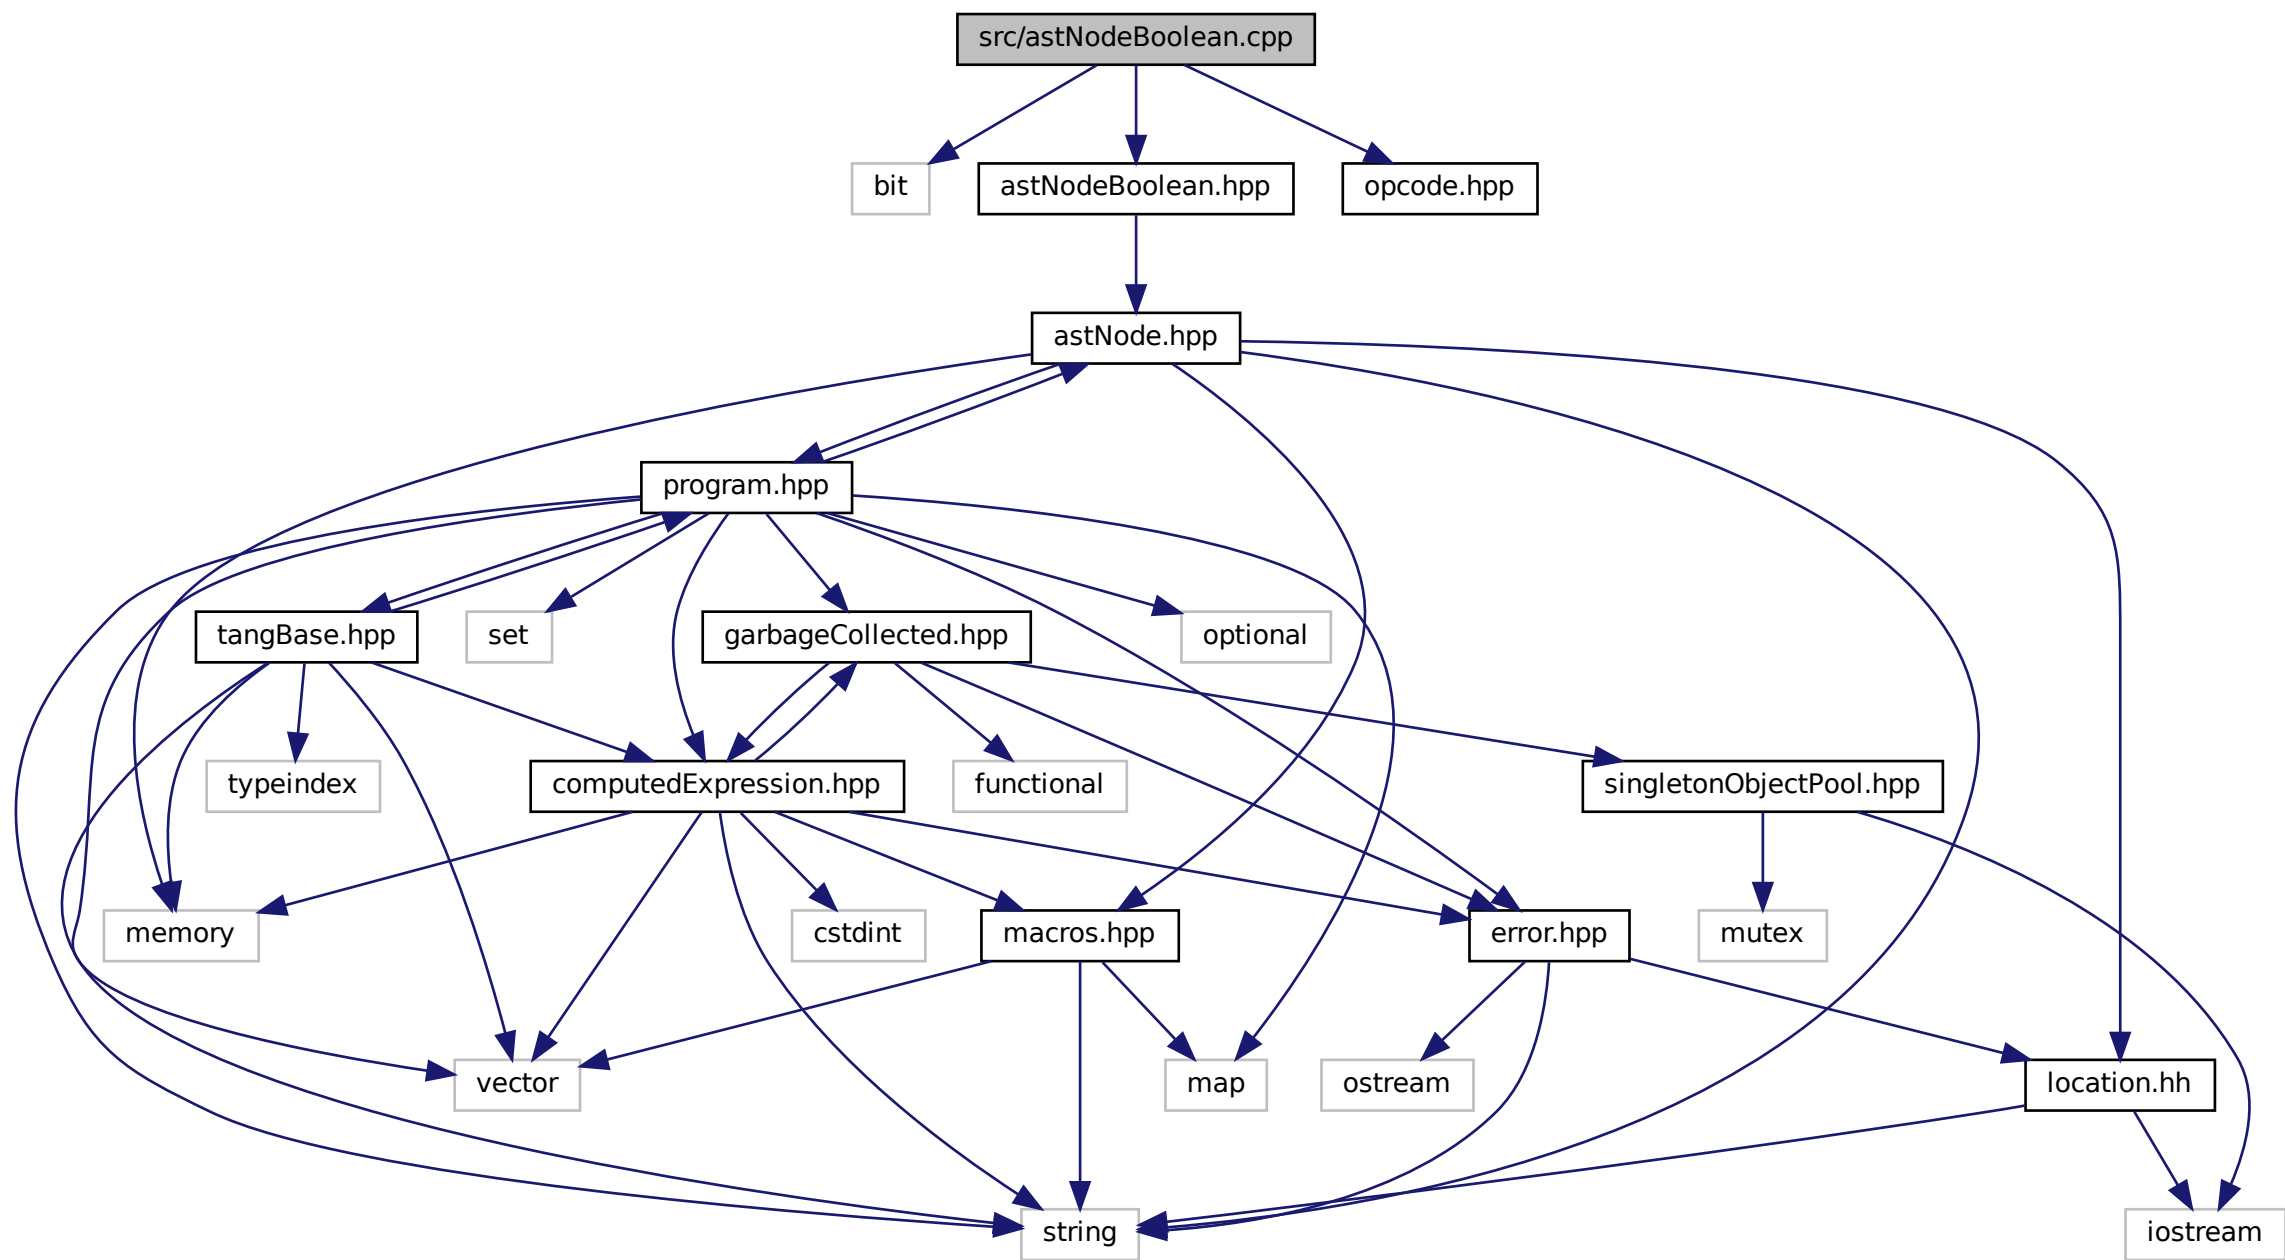 src/astNodeBoolean.cpp
bit
astNodeBoolean.hpp
opcode.hpp
astNode.hpp
program.hpp
tangBase.hpp
set
garbageCollected.hpp
optional
typeindex
computedExpression.hpp
functional
singletonObjectPool.hpp
memory
cstdint
macros.hpp
error.hpp
mutex
vector
map
ostream
location.hh
string
iostream